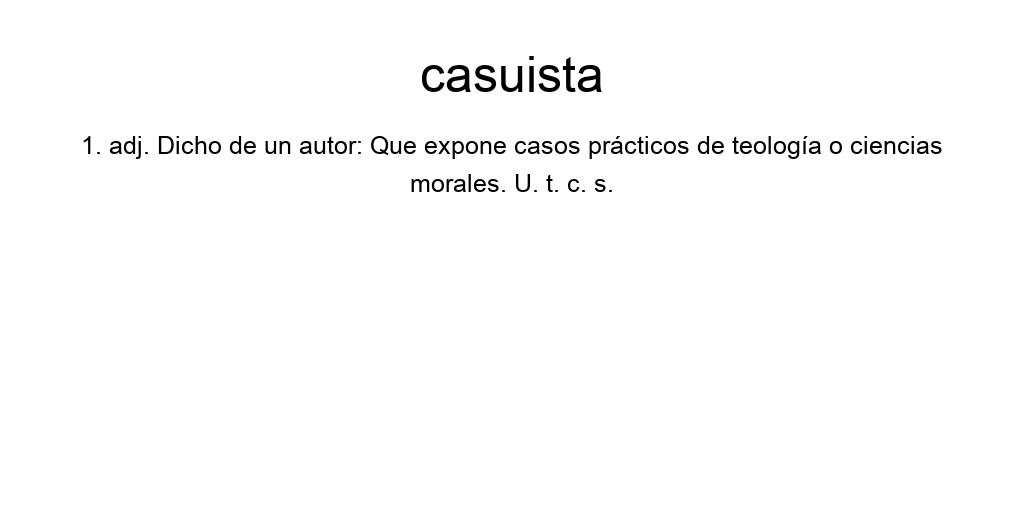 casuista
1. adj. Dicho de un autor: Que expone casos prácticos de teología o ciencias
morales. U. t. c. s.